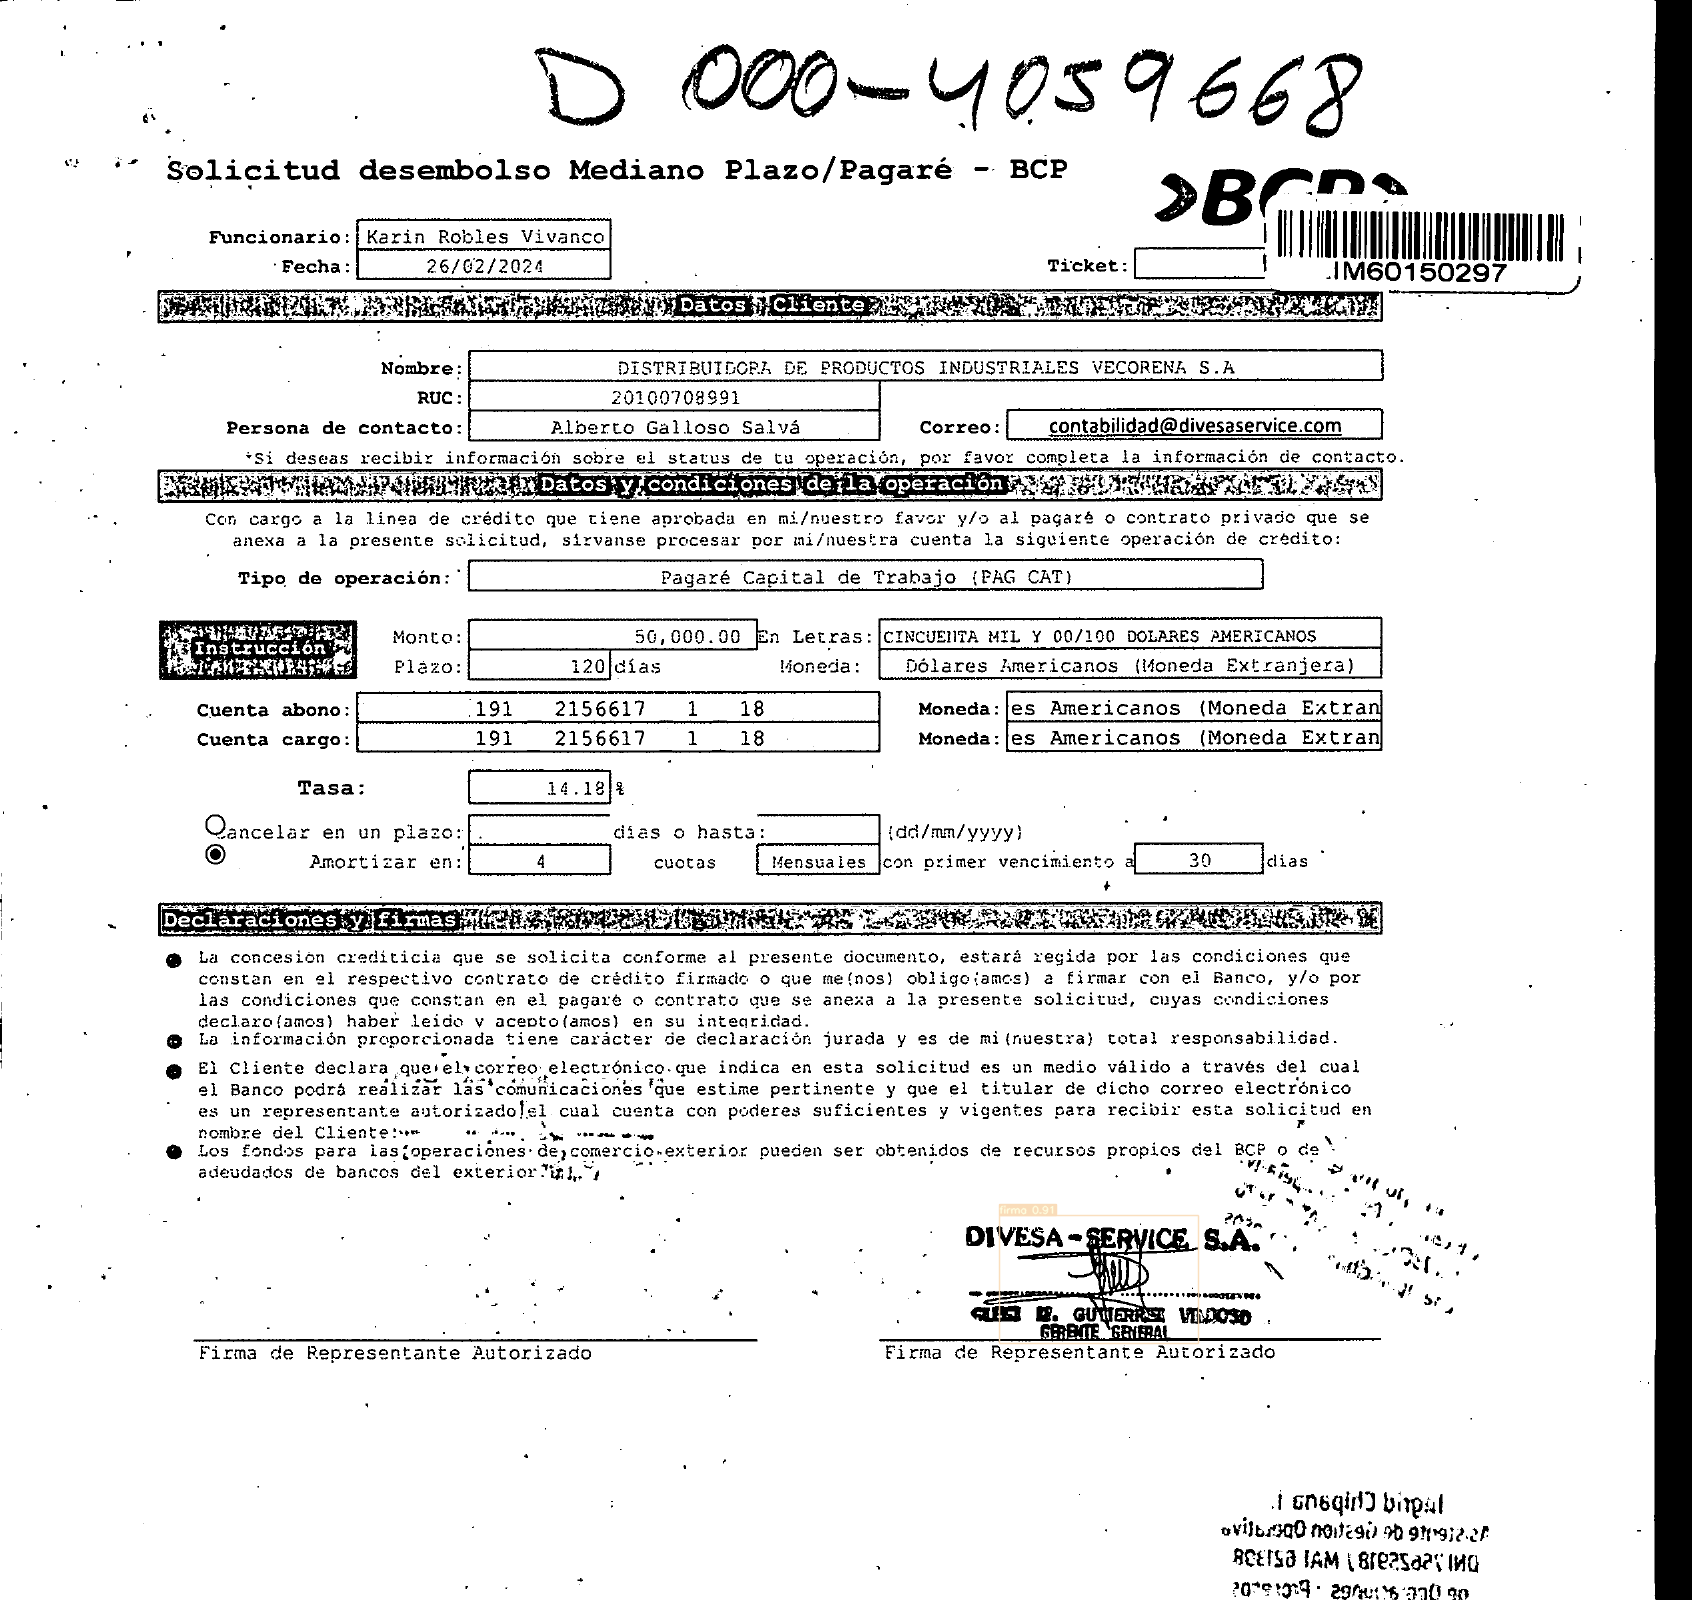 D 000-4059668
Solicitud desembolso Mediano Plazo/Pagaré - BCP
BCP
Funcionario: Karin Robles Vivanco
Fecha: 26/02/2024
Ticket:
IM60150297
Datos Cliente
Nombre: DISTRIBUIDORA DE PRODUCTOS INDUSTRIALES VECORENA S.A
RUC: 20100708991
Persona de contacto: Alberto Galloso Salvá Correo: contabilidad@divesaservice.com
*Si deseas recibir información sobre el status de tu operación, por favor completa la información de contacto.
Datos y condiciones de la operación
Con cargo a la linea de crédito que tiene aprobada en mi/nuestro favor y/o al pagaré o contrato privado que se
anexa a la presente solicitud, sirvanse procesar por mi/nuestra cuenta la siguiente operación de crédito:
Tipo de operación: Pagaré Capital de Trabajo (PAG CAT)
Instrucción
Monto: 50,000.00 En Letras: CINCUENTA MIL Y 00/100 DOLARES AMERICANOS
Plazo: 120 días Moneda: Dólares Americanos (Moneda Extranjera)
Cuenta abono: 191 2156617 1 18 Moneda: es Americanos (Moneda Extran
Cuenta cargo: 191 2156617 1 18 Moneda: es Americanos (Moneda Extran
Tasa: 14.18 %
Cancelar en un plazo: días o hasta: (dd/mm/yyyy)
Amortizar en: 4 cuotas Mensuales con primer vencimiento a 30 dias
Declaraciones y firmas
La concesión crediticia que se solicita conforme al presente documento, estará regida por las condiciones que
constan en el respectivo contrato de crédito firmado o que me(nos) obligo(amos) a firmar con el Banco, y/o por
las condiciones que constan en el pagaré o contrato que se anexa a la presente solicitud, cuyas condiciones
declaro(amos) haber leido y acepto(amos) en su integridad.
La información proporcionada tiene carácter de declaración jurada y es de mi(nuestra) total responsabilidad.
El Cliente declara que el correo electrónico que indica en esta solicitud es un medio válido a través del cual
el Banco podrá realizar las comunicaciones que estime pertinente y que el titular de dicho correo electrónico
es un representante autorizado el cual cuenta con poderes suficientes y vigentes para recibir esta solicitud en
nombre del Cliente.
Los fondos para las operaciones de comercio exterior pueden ser obtenidos de recursos propios del BCP o de
adeudados de bancos del exterior.
firma 0.91
DIVESA-SERVICE S.A.
GERENTE GENERAL
Firma de Representante Autorizado
Firma de Representante Autorizado
Ingrid Chipana
Asistente de Gestion Operativa